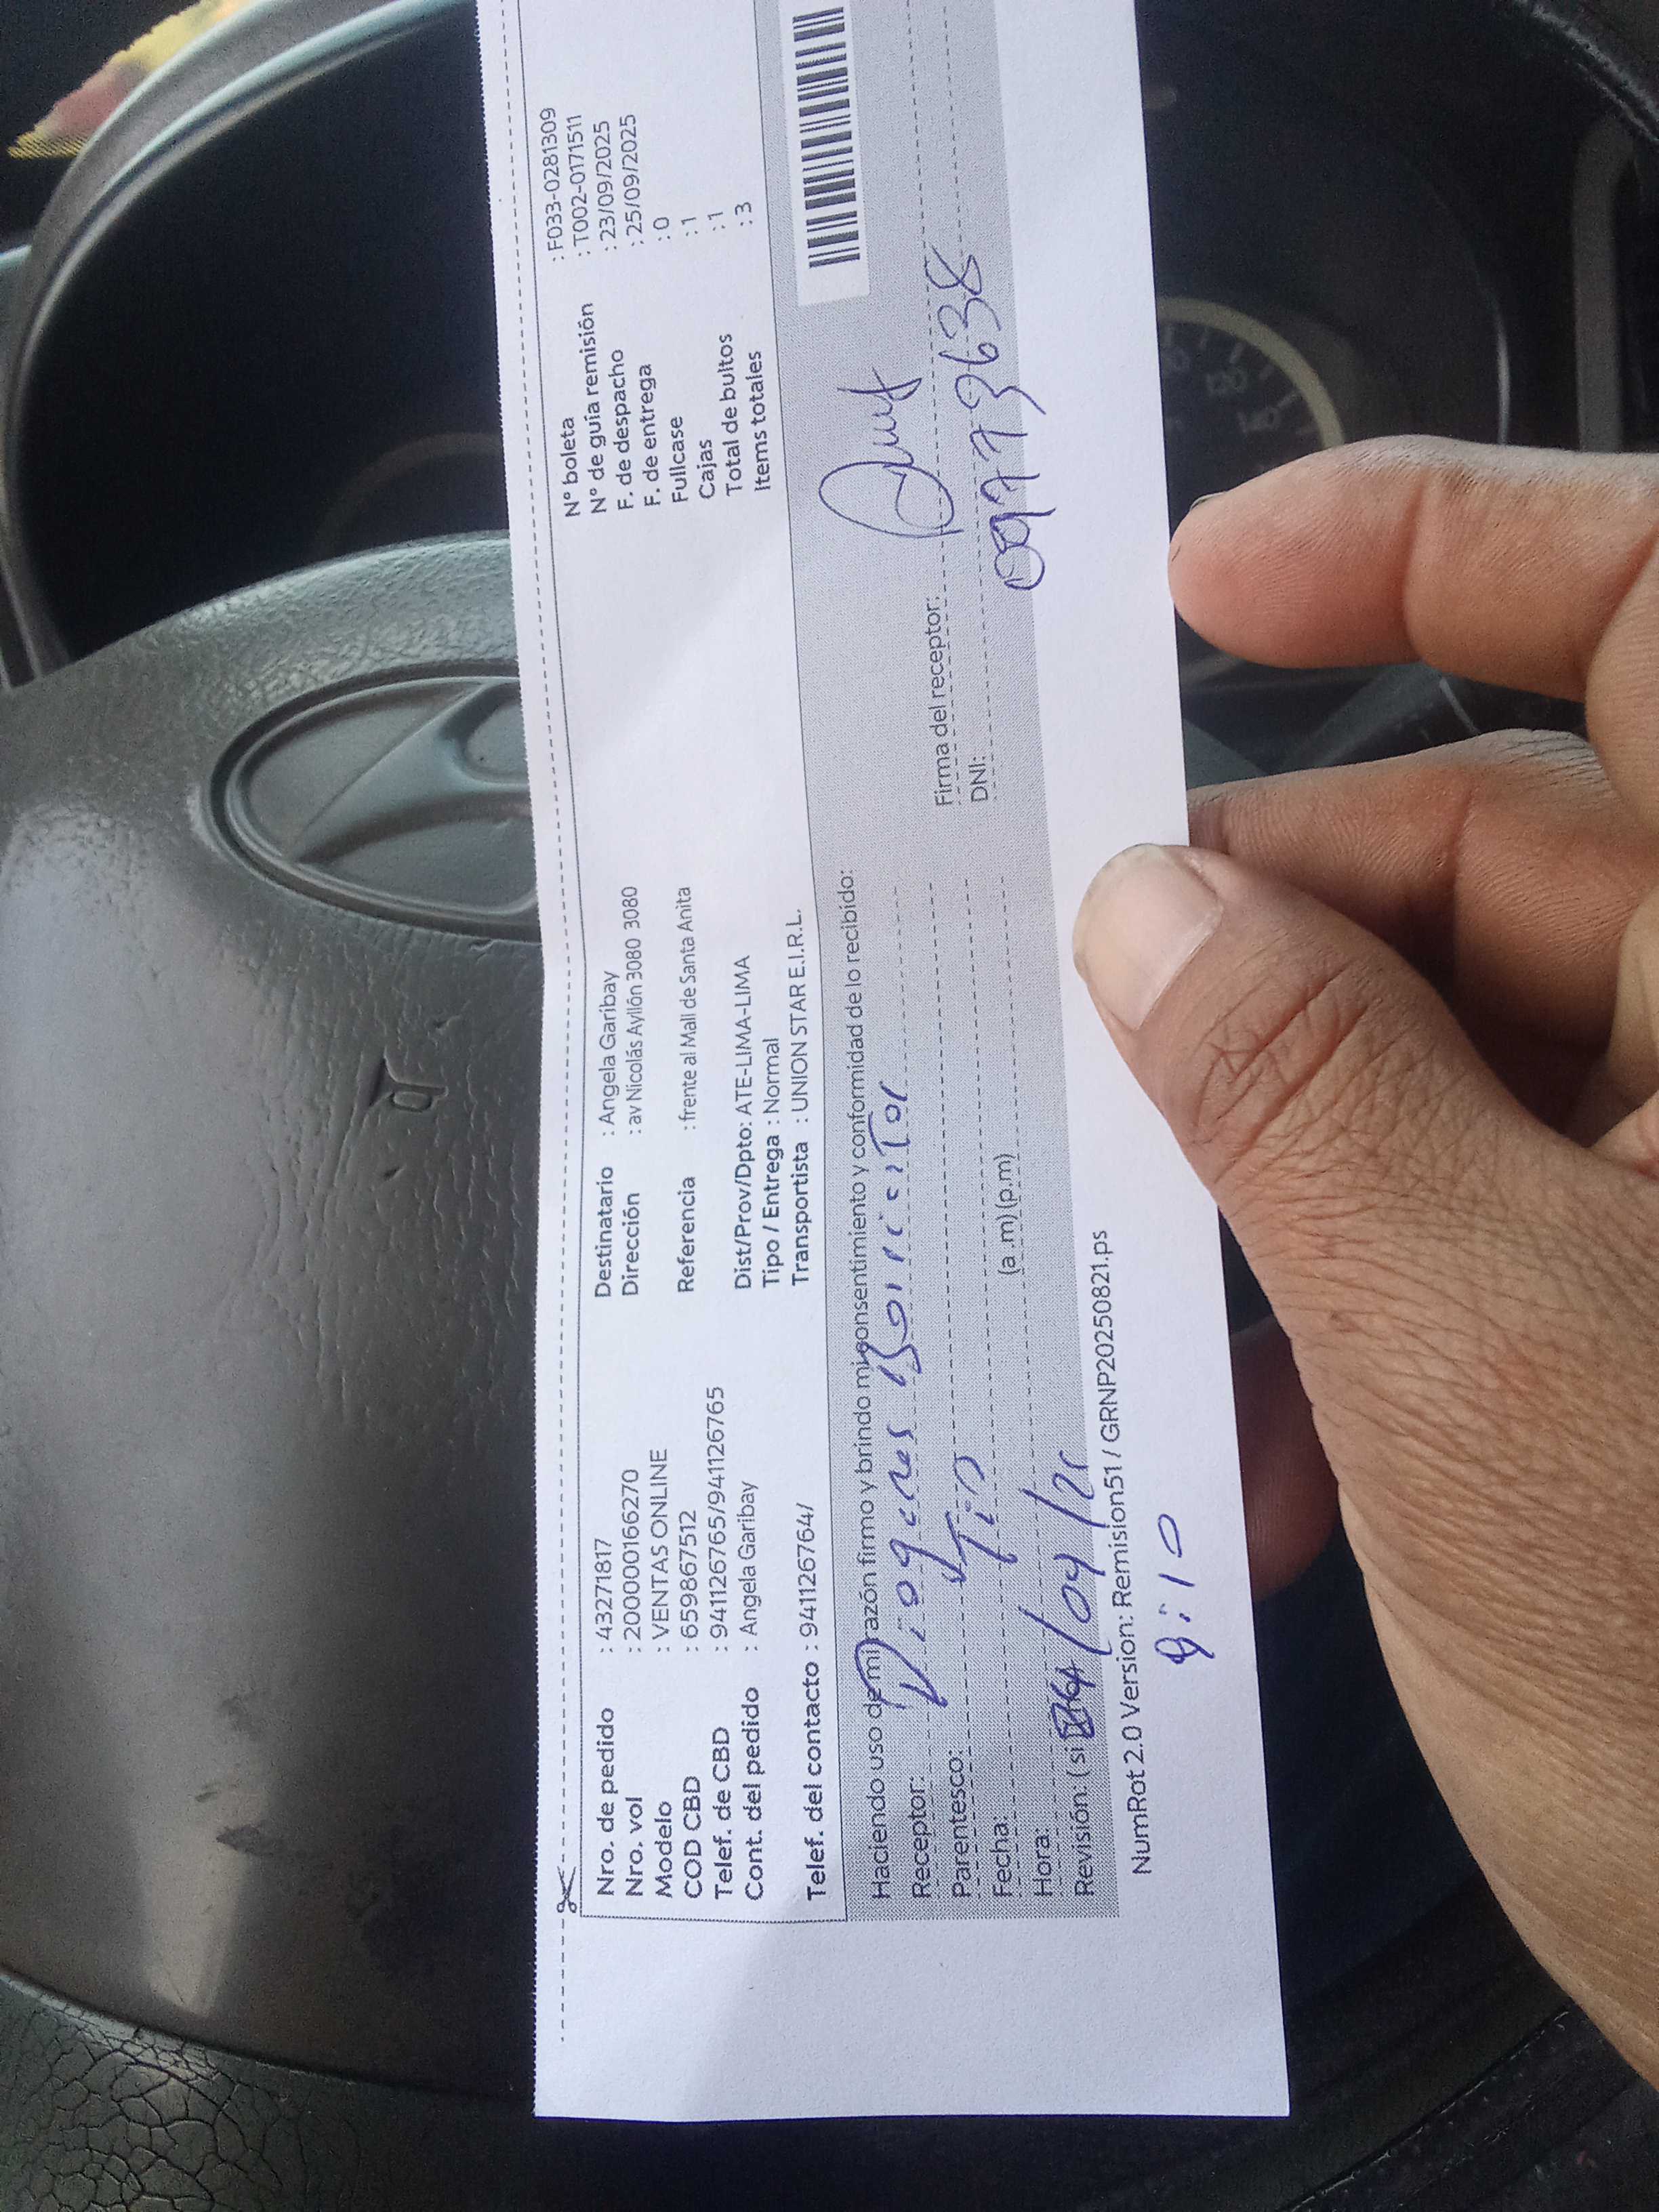 Nro. de pedido : 43271817
Nro. vol : 200000166270
Modelo : VENTAS ONLINE
COD CBD : 659867512
Telef. de CBD : 941126765/941126765
Cont. del pedido : Angela Garibay
Telef. del contacto : 941126764/
Destinatario : Angela Garibay
Dirección : av Nicolás Ayllón 3080 3080
Referencia : frente al Mall de Santa Anita
Dist/Prov/Dpto: ATE-LIMA-LIMA
Tipo / Entrega : Normal
Transportista : UNION STAR E.I.R.L.
N° boleta : F033-0281309
N° de guía remisión : T002-0171511
F. de despacho : 23/09/2025
F. de entrega : 25/09/2025
Fullcase : 0
Cajas : 1
Total de bultos : 1
Items totales : 3
Haciendo uso de mi razón firmo y brindo mi consentimiento y conformidad de lo recibido:
Receptor: Diogenes
Parentesco: Tio
Fecha:
Hora: (a .m) (p.m)
Revisión: (si
Firma del receptor:
DNI: 09773638
NumRot 2.0 Version: Remision51 / GRNP20250821.ps
9:10